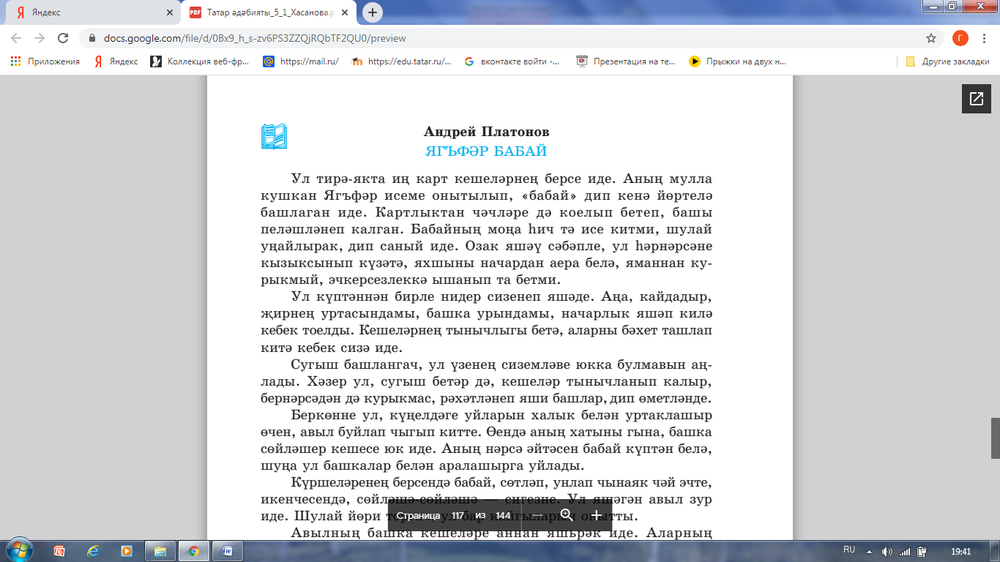 Яндекс
Татар әдәбияты_5_1_Хасанова.p
docs.google.com/file/d/0Bx9_h_s-zv6PS3ZZQjRQbTF2QU0/preview
Г
Приложения Яндекс Коллекция веб-фр... https://mail.ru/ https://edu.tatar.ru/... вконтакте войти -... Презентация на те... Прыжки на двух н... Другие закладки
Андрей Платонов
ЯГЪФӘР БАБАЙ
Ул тирә-якта иң карт кешеләрнең берсе иде. Аның мулла
кушкан Ягъфәр исеме онытылып, «бабай» дип кенә йөртелә
башлаган иде. Картлыктан чәчләре дә коелып бетеп, башы
пеләшләнеп калган. Бабайның моңа һич тә исе китми, шулай
уңайлырак, дип саный иде. Озак яшәү сәбәпле, ул һәрнәрсәне
кызыксынып күзәтә, яхшыны начардан аера белә, яманнан ку-
рыкмый, эчкерсезлеккә ышанып та бетми.
Ул күптәннән бирле нидер сизенеп яшәде. Аңа, кайдадыр,
җирнең уртасындамы, башка урындамы, начарлык яшәп килә
кебек тоелды. Кешеләрнең тынычлыгы бетә, аларны бәхет ташлап
китә кебек сизә иде.
Сугыш башлангач, ул үзенең сиземләве юкка булмавын аң-
лады. Хәзер ул, сугыш бетәр дә, кешеләр тынычланып калыр,
бернәрсәдән дә курыкмас, рәхәтләнеп яши башлар, дип өметләнде.
Беркөнне ул, күңелдәге уйларын халык белән уртаклашыр
өчен, авыл буйлап чыгып китте. Өендә аның хатыны гына, башка
сөйләшер кешесе юк иде. Аның нәрсә әйтәсен бабай күптән белә,
шуңа ул башкалар белән аралашырга уйлады.
Күршеләренең берсендә бабай, сөтләп, унлап чынаяк чәй эчте,
икенчесендә, сөйләшә-сөйләшә — сигезне. Ул яшәгән авыл зур
иде. Шулай йөри ул бар кайгыларын онытты.
Авылның башка кешеләре аннан яшьрәк иде. Аларның
Страница 117 из 144
RU 19:41